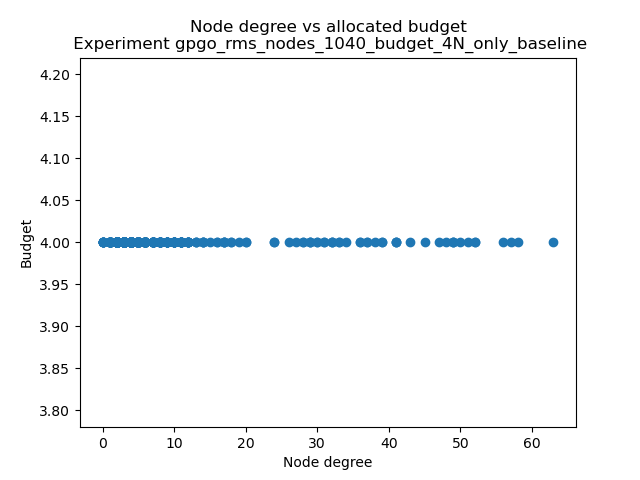 Node degree vs allocated budget
Experiment gpgo_rms_nodes_1040_budget_4N_only_baseline
4.20
4.15
4.10
4.05
4.00
3.95
3.90
3.85
3.80
Budget
0 10 20 30 40 50 60
Node degree